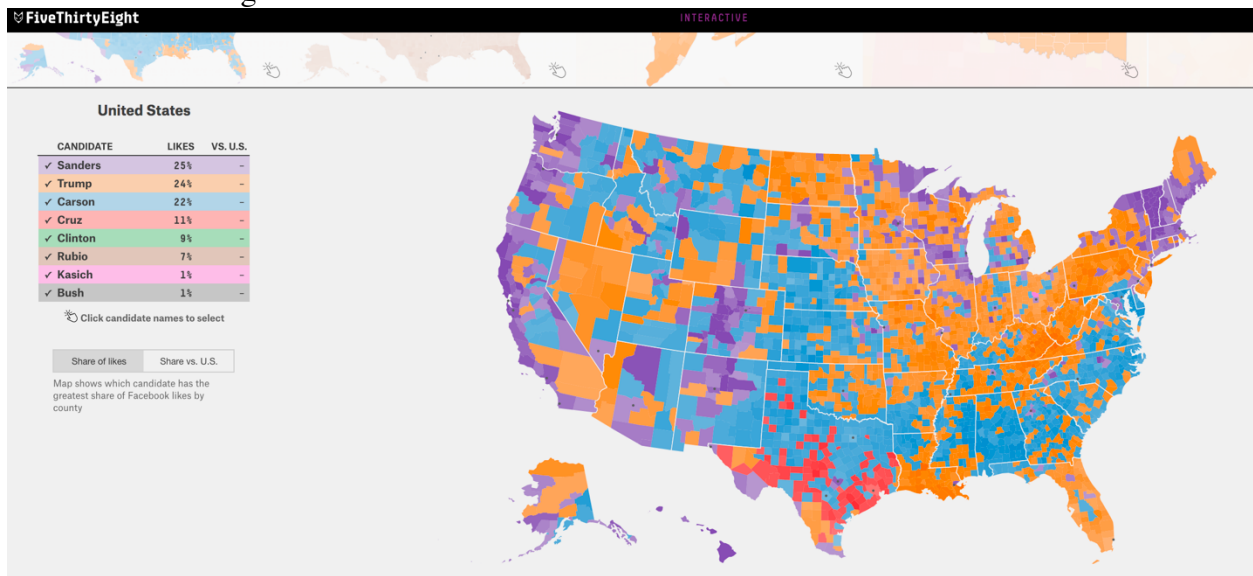 FiveThirtyEight
INTERACTIVE
United States
CANDIDATE LIKES VS. U.S.
✓ Sanders 25% –
✓ Trump 24% –
✓ Carson 22% –
✓ Cruz 11% –
✓ Clinton 9% –
✓ Rubio 7% –
✓ Kasich 1% –
✓ Bush 1% –
Click candidate names to select
Share of likes Share vs. U.S.
Map shows which candidate has the
greatest share of Facebook likes by
county